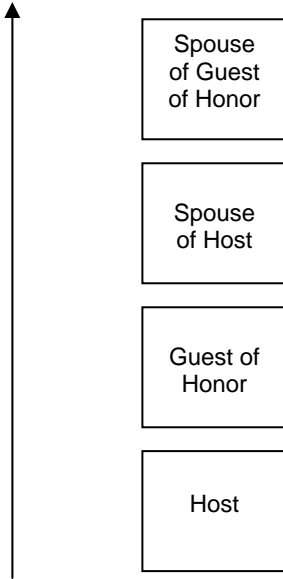 Spouse
of Guest
of Honor
Spouse
of Host
Guest of
Honor
Host